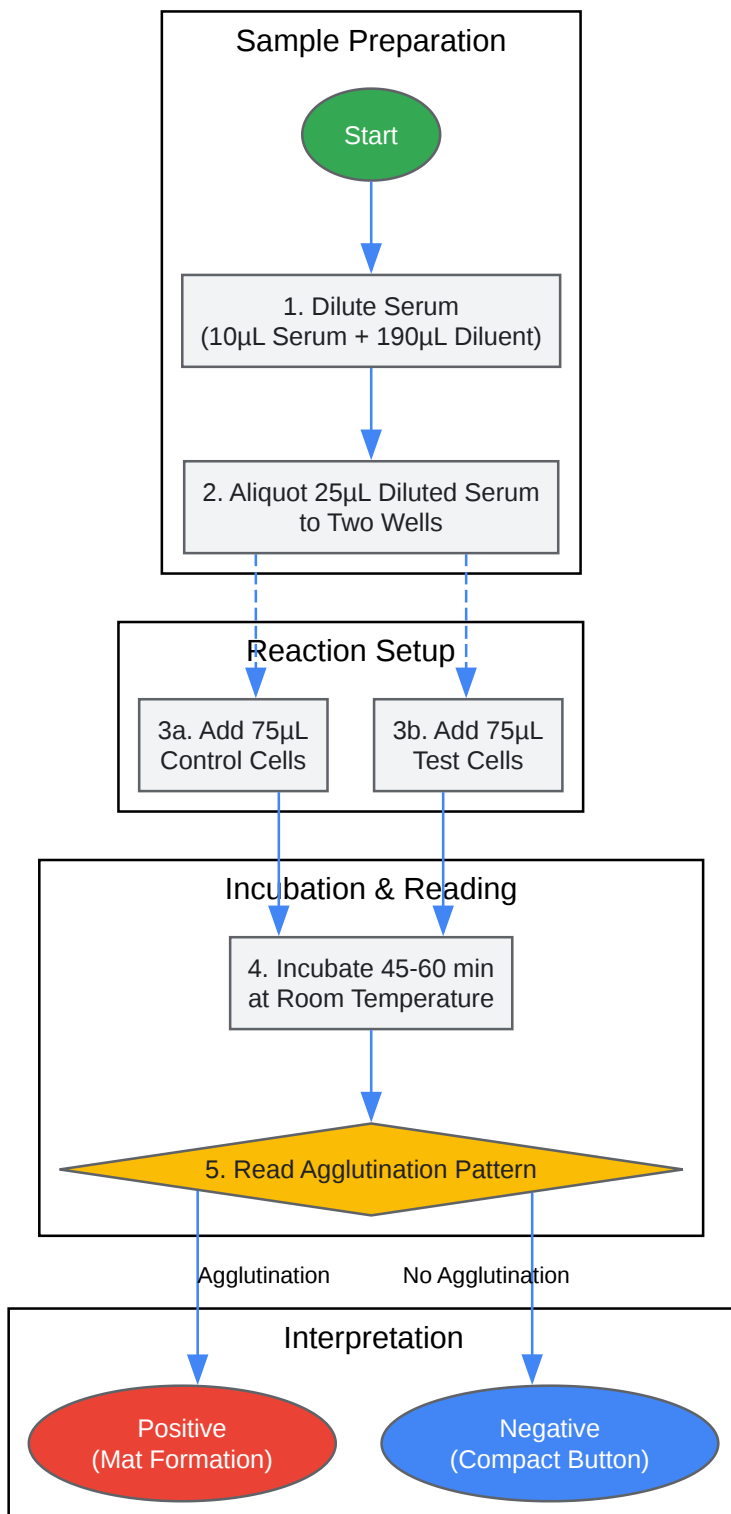 Sample Preparation
Start
1. Dilute Serum
(10µL Serum + 190µL Diluent)
2. Aliquot 25µL Diluted Serum
to Two Wells
Reaction Setup
3a. Add 75µL
Control Cells
3b. Add 75µL
Test Cells
Incubation & Reading
4. Incubate 45-60 min
at Room Temperature
5. Read Agglutination Pattern
Agglutination
No Agglutination
Interpretation
Positive
(Mat Formation)
Negative
(Compact Button)